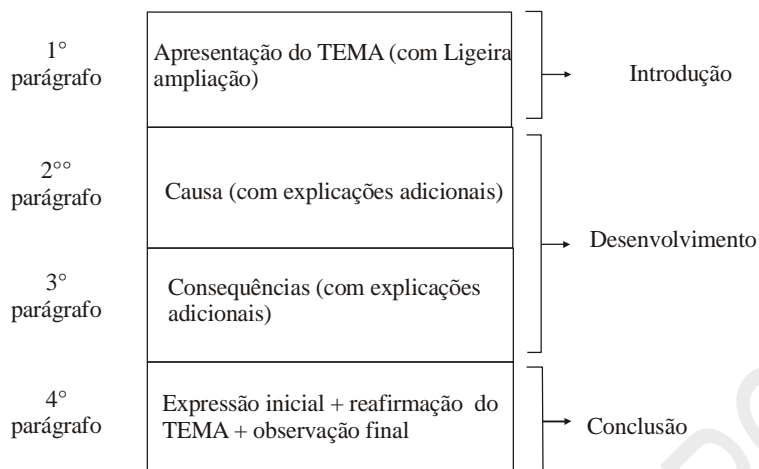 1°
parágrafo
Apresentação do TEMA (com Ligeira
ampliação)
Introdução
2°°
parágrafo
Causa (com explicações adicionais)
Desenvolvimento
3°
parágrafo
Consequências (com explicações
adicionais)
4°
parágrafo
Expressão inicial + reafirmação do
TEMA + observação final
Conclusão